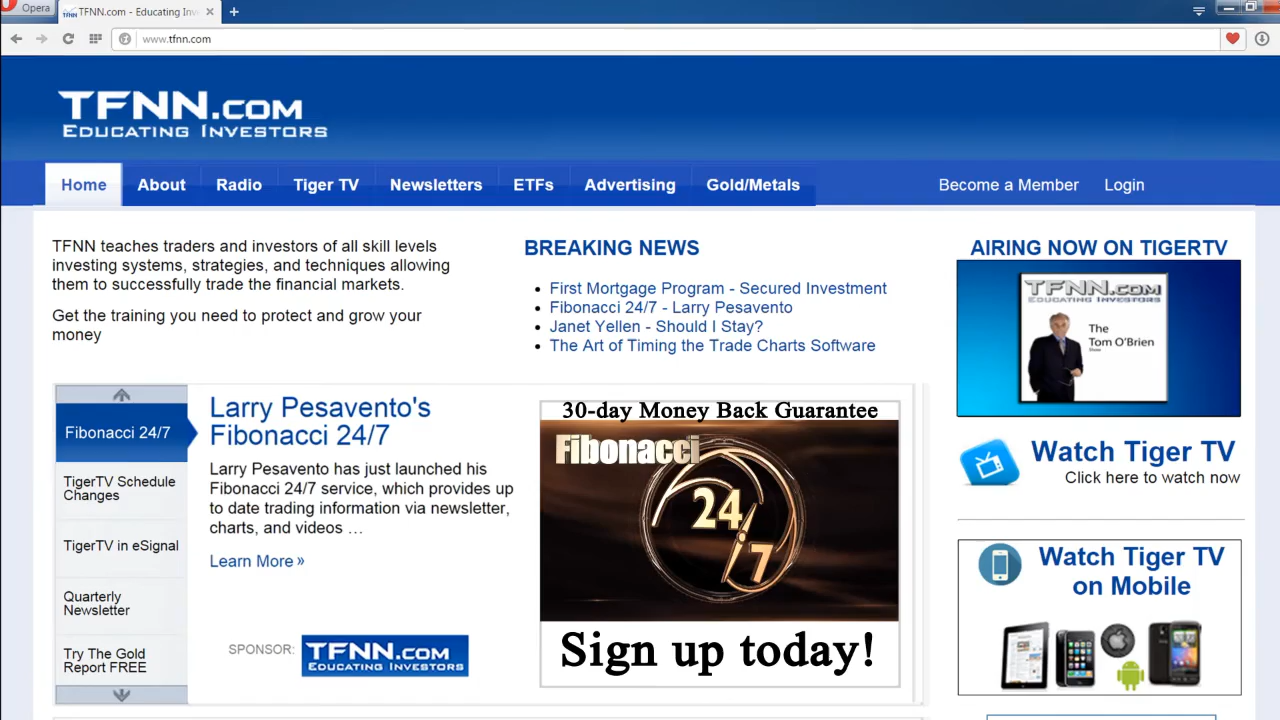 Opera
TFNN.com - Educating Inv
www.tfnn.com
TFNN.COM
EDUCATING INVESTORS
Home
About
Radio
Tiger TV
Newsletters
ETFs
Advertising
Gold/Metals
Become a Member
Login
TFNN teaches traders and investors of all skill levels
investing systems, strategies, and techniques allowing
them to successfully trade the financial markets.
Get the training you need to protect and grow your
money
BREAKING NEWS
First Mortgage Program - Secured Investment
Fibonacci 24/7 - Larry Pesavento
Janet Yellen - Should I Stay?
The Art of Timing the Trade Charts Software
AIRING NOW ON TIGERTV
TFNN.COM
EDUCATING INVESTORS
The
Tom O'Brien
Show
Watch Tiger TV
Click here to watch now
Fibonacci 24/7
TigerTV Schedule
Changes
TigerTV in eSignal
Quarterly
Newsletter
Try The Gold
Report FREE
Larry Pesavento's
Fibonacci 24/7
Larry Pesavento has just launched his
Fibonacci 24/7 service, which provides up
to date trading information via newsletter,
charts, and videos …
Learn More »
SPONSOR:
TFNN.COM
EDUCATING INVESTORS
30-day Money Back Guarantee
Fibonacci
24
7
Sign up today!
Watch Tiger TV
on Mobile